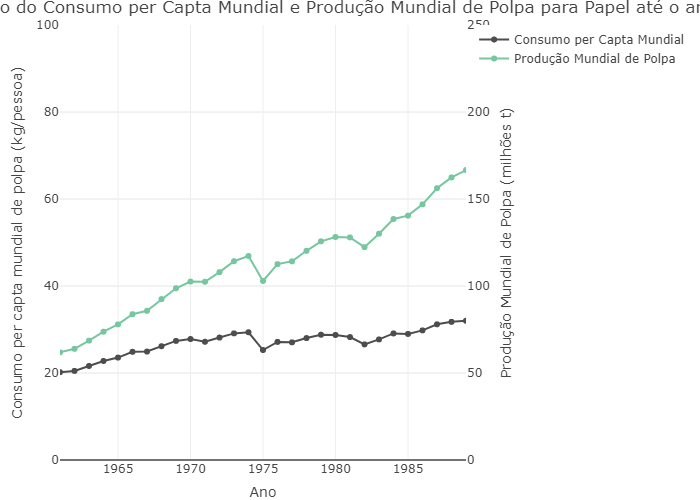 o do Consumo per Capta Mundial e Produção Mundial de Polpa para Papel até o ar
Consumo per Capta Mundial
Produção Mundial de Polpa
100
80
60
40
20
0
Consumo per capta mundial de polpa (kg/pessoa)
250
200
150
100
50
0
Produção Mundial de Polpa (milhões t)
1965
1970
1975
1980
1985
Ano